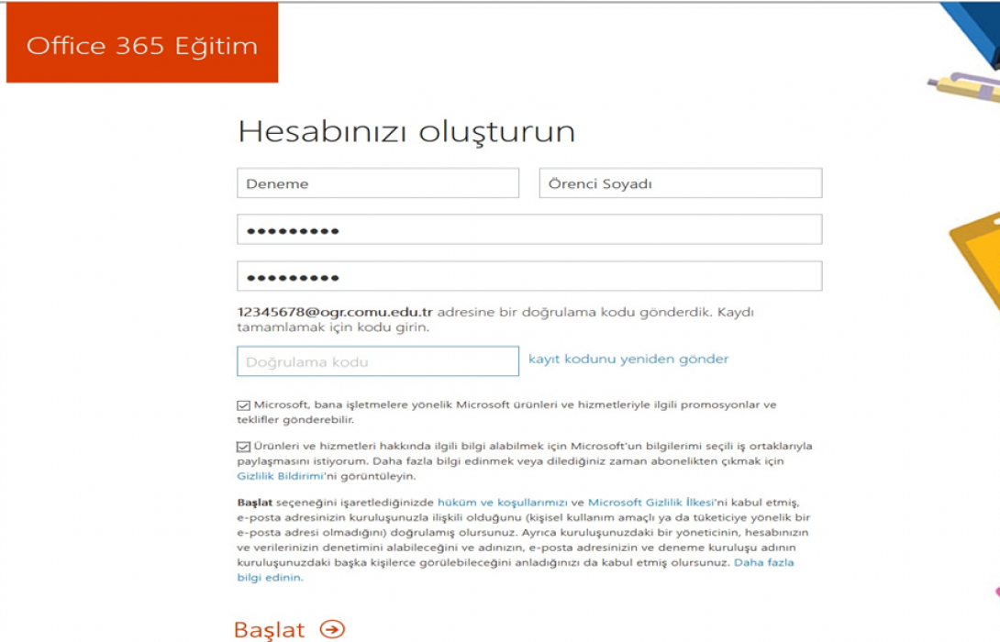 Office 365 Eğitim
Hesabınızı oluşturun
Deneme
Örenci Soyadı
•••••••••
•••••••••
12345678@ogr.comu.edu.tr adresine bir doğrulama kodu gönderdik. Kaydı
tamamlamak için kodu girin.
Doğrulama kodu
kayıt kodunu yeniden gönder
Microsoft, bana işletmelere yönelik Microsoft ürünleri ve hizmetleriyle ilgili promosyonlar ve
teklifler gönderebilir.
Ürünleri ve hizmetleri hakkında ilgili bilgi alabilmek için Microsoft'un bilgilerimi seçili iş ortaklarıyla
paylaşmasını istiyorum. Daha fazla bilgi edinmek veya dilediğiniz zaman abonelikten çıkmak için
Gizlilik Bildirimi'ni görüntüleyin.
Başlat seçeneğini işaretlediğinizde hüküm ve koşullarımızı ve Microsoft Gizlilik İlkesi'ni kabul etmiş,
e-posta adresinizin kuruluşunuzla ilişkili olduğunu (kişisel kullanım amaçlı ya da tüketiciye yönelik bir
e-posta adresi olmadığını) doğrulamış olursunuz. Ayrıca kuruluşunuzdaki bir yöneticinin, hesabınızın
ve verilerinizin denetimini alabileceğini ve adınızın, e-posta adresinizin ve deneme kuruluşu adının
kuruluşunuzdaki başka kişilerce görülebileceğini anladığınızı da kabul etmiş olursunuz. Daha fazla
bilgi edinin.
Başlat